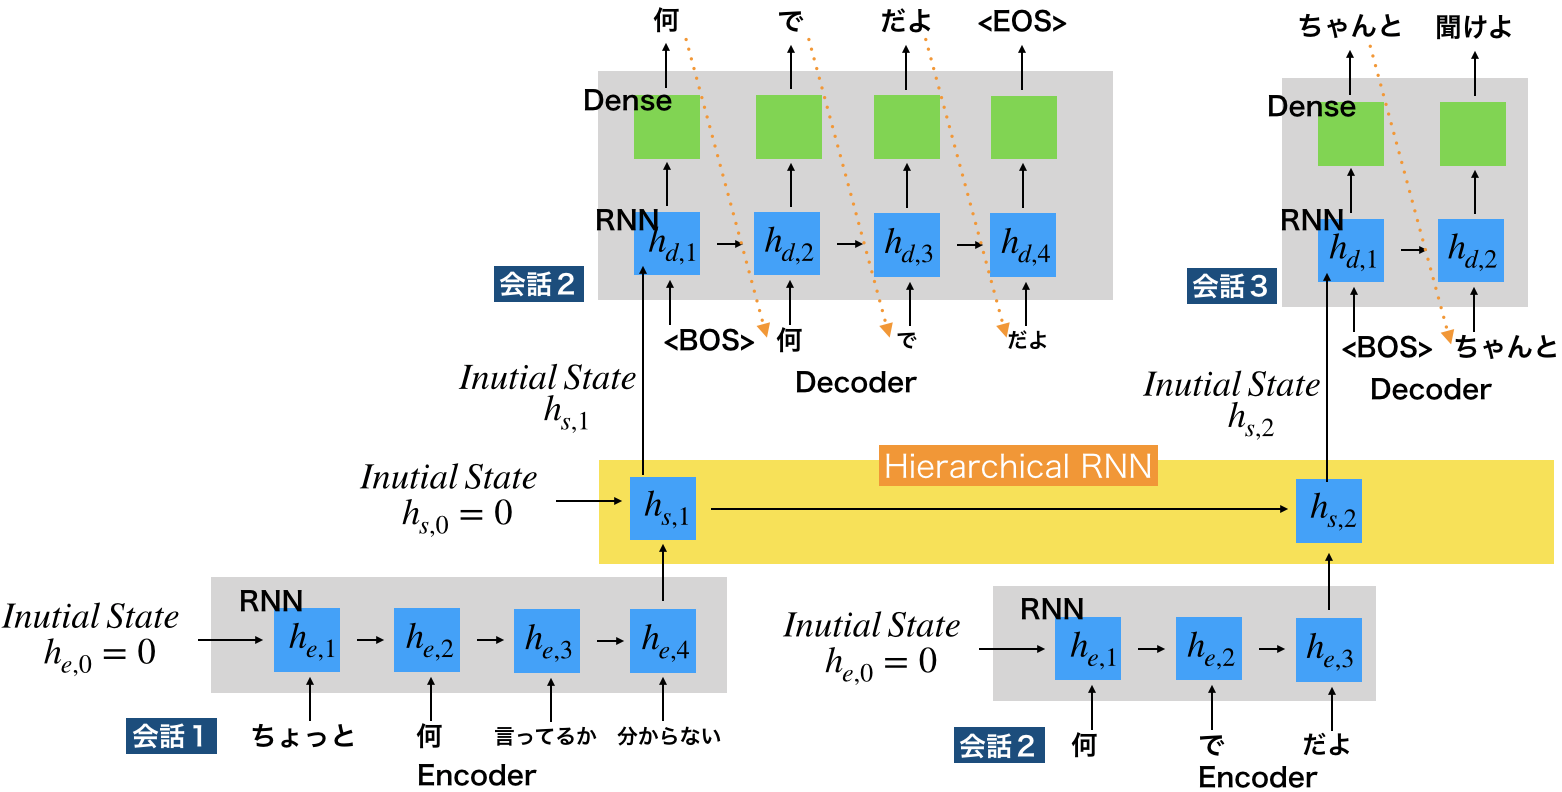 何 で だよ <EOS>
ちゃんと 聞けよ
Dense
Dense
RNN
RNN
h_{d,1} h_{d,2} h_{d,3} h_{d,4}
h_{d,1} h_{d,2}
会話2
会話3
<BOS> 何 で だよ
<BOS> ちゃんと
Decoder
Decoder
Inutial State
h_{s,1}
Inutial State
h_{s,2}
Hierarchical RNN
Inutial State
h_{s,0} = 0
h_{s,1}
h_{s,2}
RNN
Inutial State
h_{e,0} = 0
h_{e,1} h_{e,2} h_{e,3} h_{e,4}
会話1
ちょっと 何 言ってるか 分からない
Encoder
RNN
Inutial State
h_{e,0} = 0
h_{e,1} h_{e,2} h_{e,3}
会話2
何 で だよ
Encoder